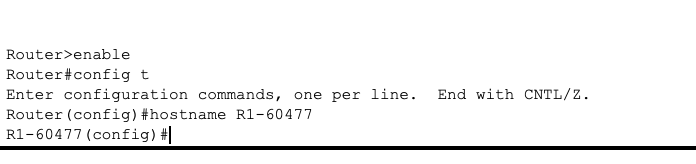 Router>enable
Router#config t
Enter configuration commands, one per line.  End with CNTL/Z.
Router(config)#hostname R1-60477
R1-60477(config)#